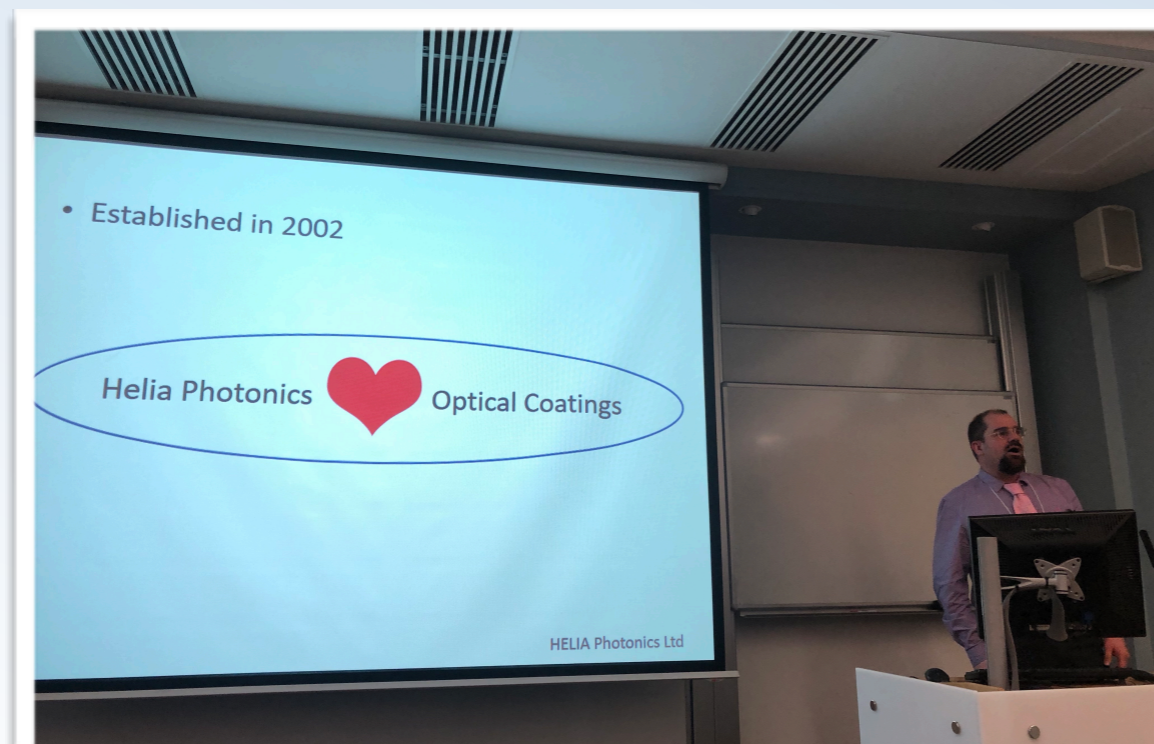 • Established in 2002
Helia Photonics ❤ Optical Coatings
HELIA Photonics Ltd